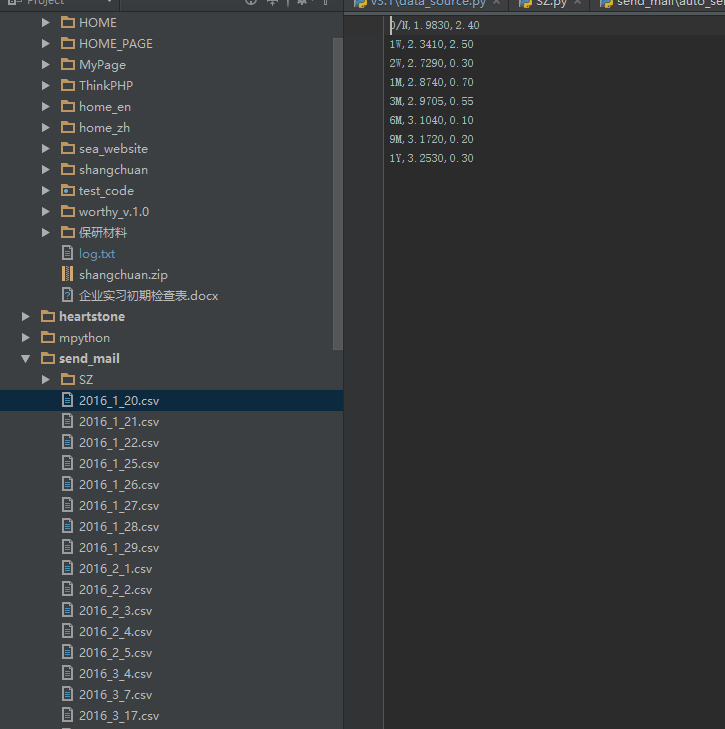 Project
v3.1\data_source.py
SZ.py
send_mail\auto_se
HOME
HOME_PAGE
MyPage
ThinkPHP
home_en
home_zh
sea_website
shangchuan
test_code
worthy_v.1.0
保研材料
log.txt
shangchuan.zip
企业实习初期检查表.docx
heartstone
mpython
send_mail
SZ
2016_1_20.csv
2016_1_21.csv
2016_1_22.csv
2016_1_25.csv
2016_1_26.csv
2016_1_27.csv
2016_1_28.csv
2016_1_29.csv
2016_2_1.csv
2016_2_2.csv
2016_2_3.csv
2016_2_4.csv
2016_2_5.csv
2016_3_4.csv
2016_3_7.csv
2016_3_17.csv
O/N,1.9830,2.40
1W,2.3410,2.50
2W,2.7290,0.30
1M,2.8740,0.70
3M,2.9705,0.55
6M,3.1040,0.10
9M,3.1720,0.20
1Y,3.2530,0.30